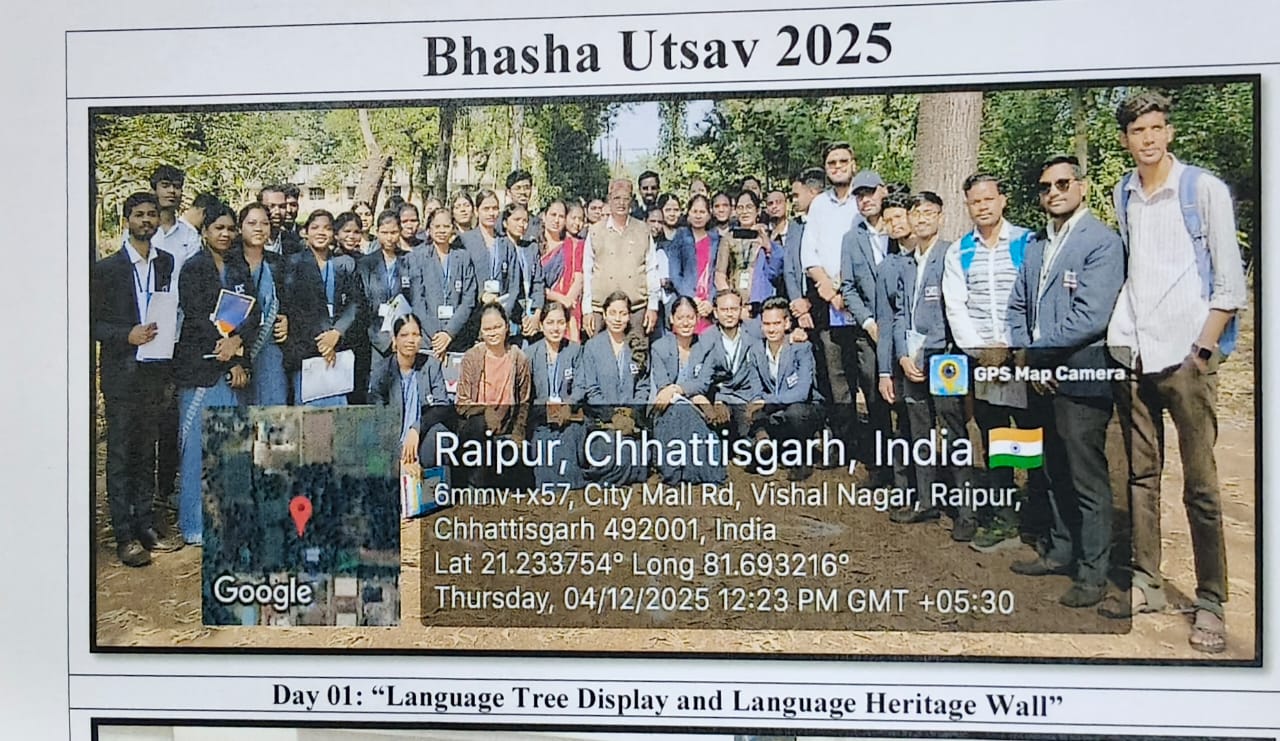 Bhasha Utsav 2025
GPS Map Camera
Raipur, Chhattisgarh, India
6mmv+x57, City Mall Rd, Vishal Nagar, Raipur,
Chhattisgarh 492001, India
Lat 21.233754° Long 81.693216°
Thursday, 04/12/2025 12:23 PM GMT +05:30
Google
Day 01: “Language Tree Display and Language Heritage Wall”